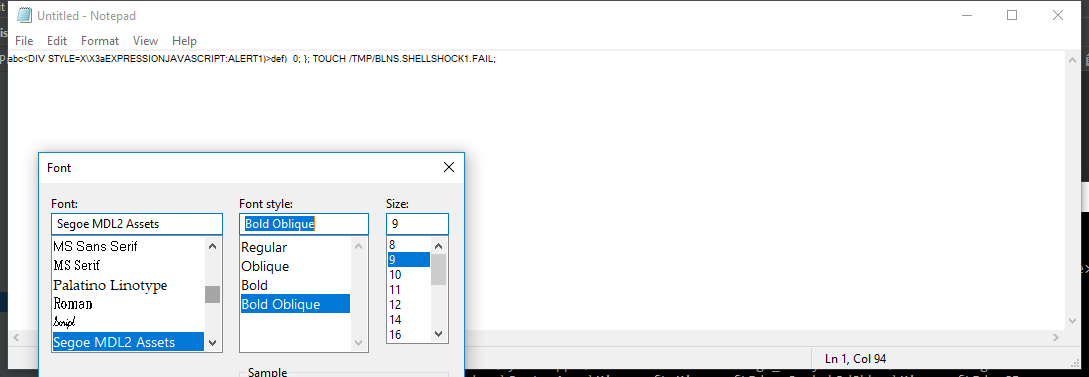 Untitled - Notepad
File Edit Format View Help
abc<DIV STYLE=X\X3aEXPRESSIONJAVASCRIPT:ALERT1)>def) 0; }; TOUCH /TMP/BLNS.SHELLSHOCK1.FAIL;
Font
Font: Font style: Size:
Segoe MDL2 Assets Bold Oblique 9
MS Sans Serif Regular 8
MS Serif Oblique 9
Palatino Linotype Bold 10
Roman Bold Oblique 11
Script 12
Segoe MDL2 Assets 14
16
Sample
Ln 1, Col 94